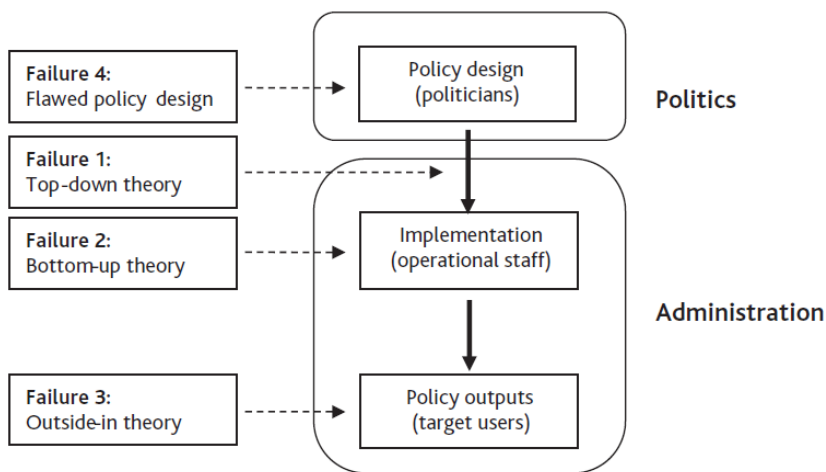 Failure 4:
Flawed policy design
Policy design
(politicians)
Politics
Failure 1:
Top-down theory
Failure 2:
Bottom-up theory
Implementation
(operational staff)
Administration
Failure 3:
Outside-in theory
Policy outputs
(target users)